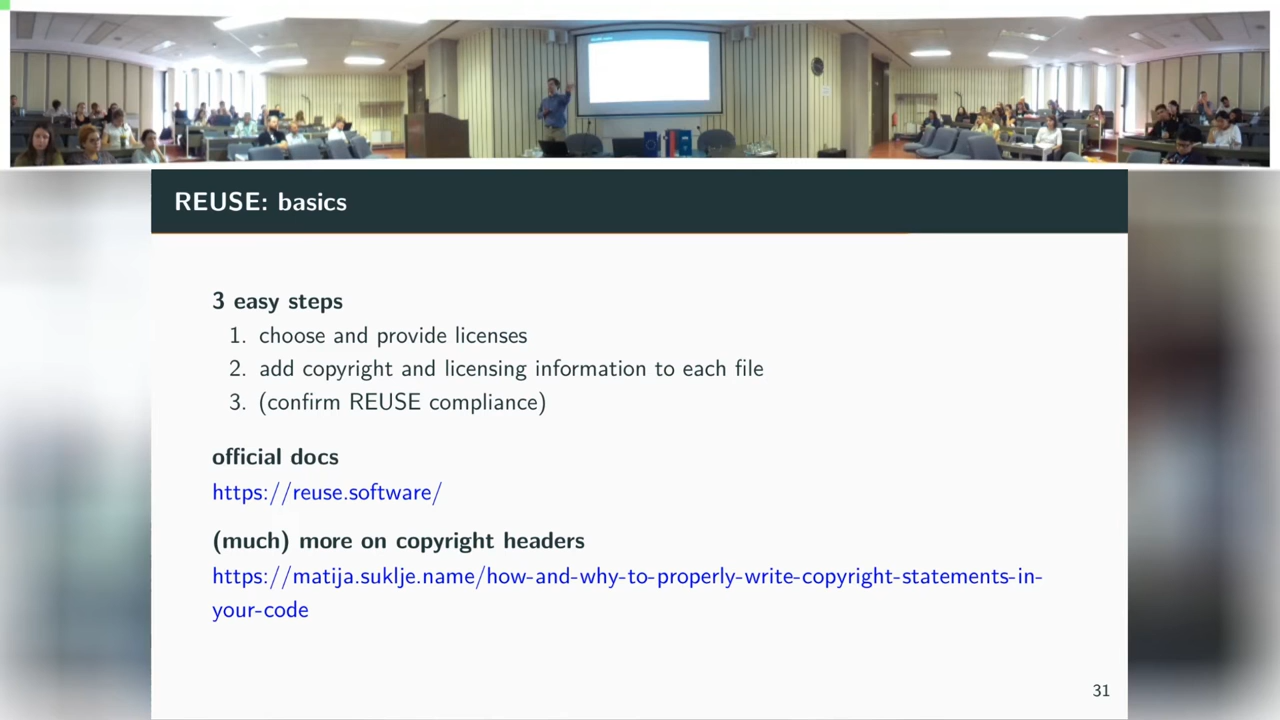 REUSE: basics
3 easy steps
1. choose and provide licenses
2. add copyright and licensing information to each file
3. (confirm REUSE compliance)
official docs
https://reuse.software/
(much) more on copyright headers
https://matija.suklje.name/how-and-why-to-properly-write-copyright-statements-in-
your-code
31